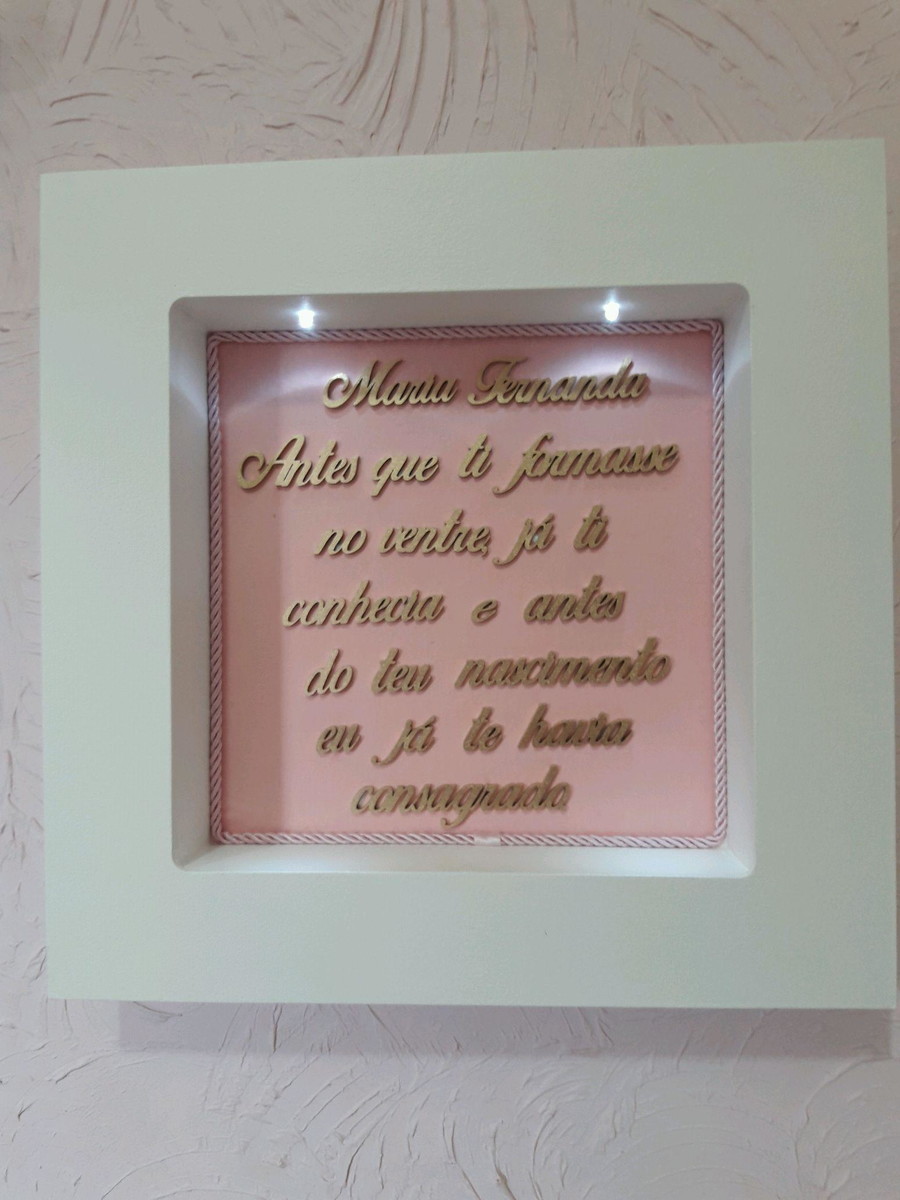 Maria Fernanda
Antes que ti formasse
no ventre, já ti
conhecia e antes
do teu nascimento
eu já te havia
consagrado.